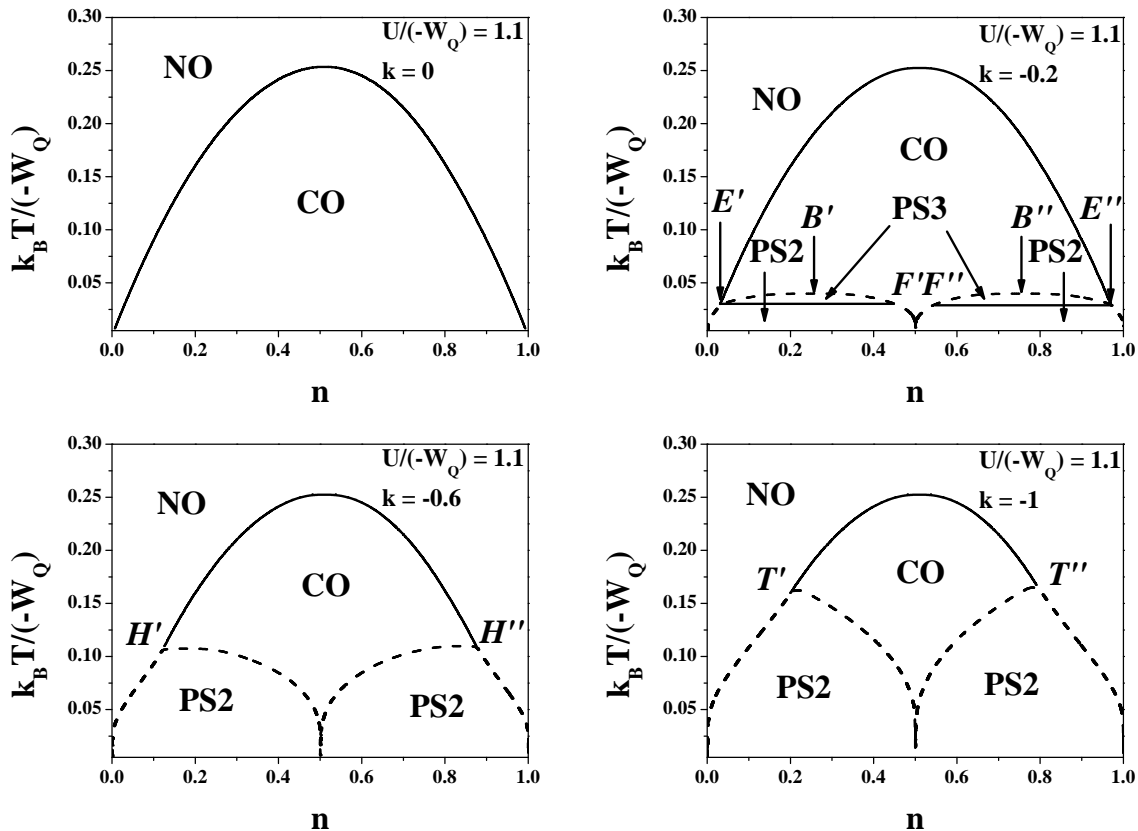 U/(-W_Q) = 1.1
k = 0
NO
CO
k_B T/(-W_Q)
0.30
0.25
0.20
0.15
0.10
0.05
0.0 0.2 0.4 0.6 0.8 1.0
n
U/(-W_Q) = 1.1
k = -0.2
NO
CO
E' B' PS3 B'' E''
PS2 PS2
F' F''
k_B T/(-W_Q)
0.30
0.25
0.20
0.15
0.10
0.05
0.0 0.2 0.4 0.6 0.8 1.0
n
U/(-W_Q) = 1.1
k = -0.6
NO
CO
H' H''
PS2 PS2
k_B T/(-W_Q)
0.30
0.25
0.20
0.15
0.10
0.05
0.0 0.2 0.4 0.6 0.8 1.0
n
U/(-W_Q) = 1.1
k = -1
NO
T' CO T''
PS2 PS2
k_B T/(-W_Q)
0.30
0.25
0.20
0.15
0.10
0.05
0.0 0.2 0.4 0.6 0.8 1.0
n